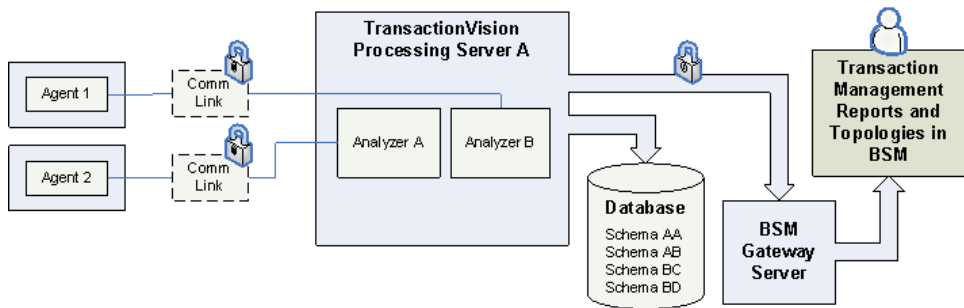 TransactionVision
Processing Server A
Agent 1
Comm
Link
Analyzer A
Analyzer B
Agent 2
Comm
Link
Database
Schema AA
Schema AB
Schema BC
Schema BD
BSM
Gateway
Server
Transaction
Management
Reports and
Topologies in
BSM